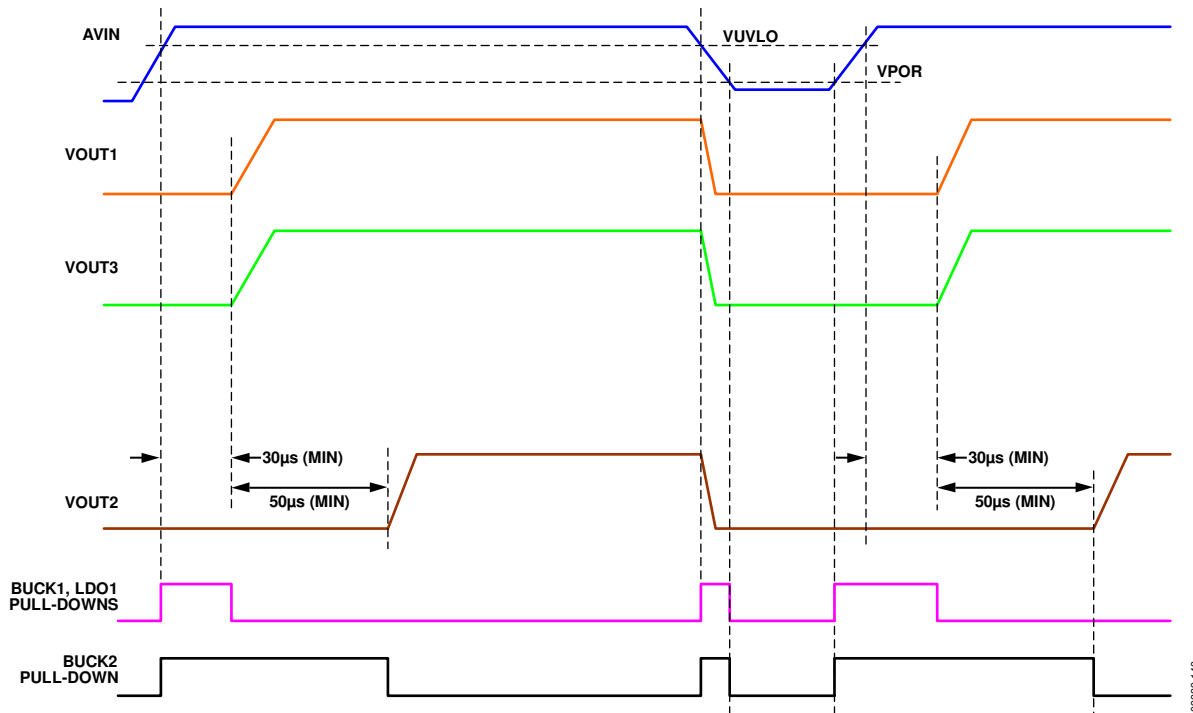 AVIN
VUVLO
VPOR
VOUT1
VOUT3
30µs (MIN)
30µs (MIN)
VOUT2
50µs (MIN)
50µs (MIN)
BUCK1, LDO1
PULL-DOWNS
BUCK2
PULL-DOWN